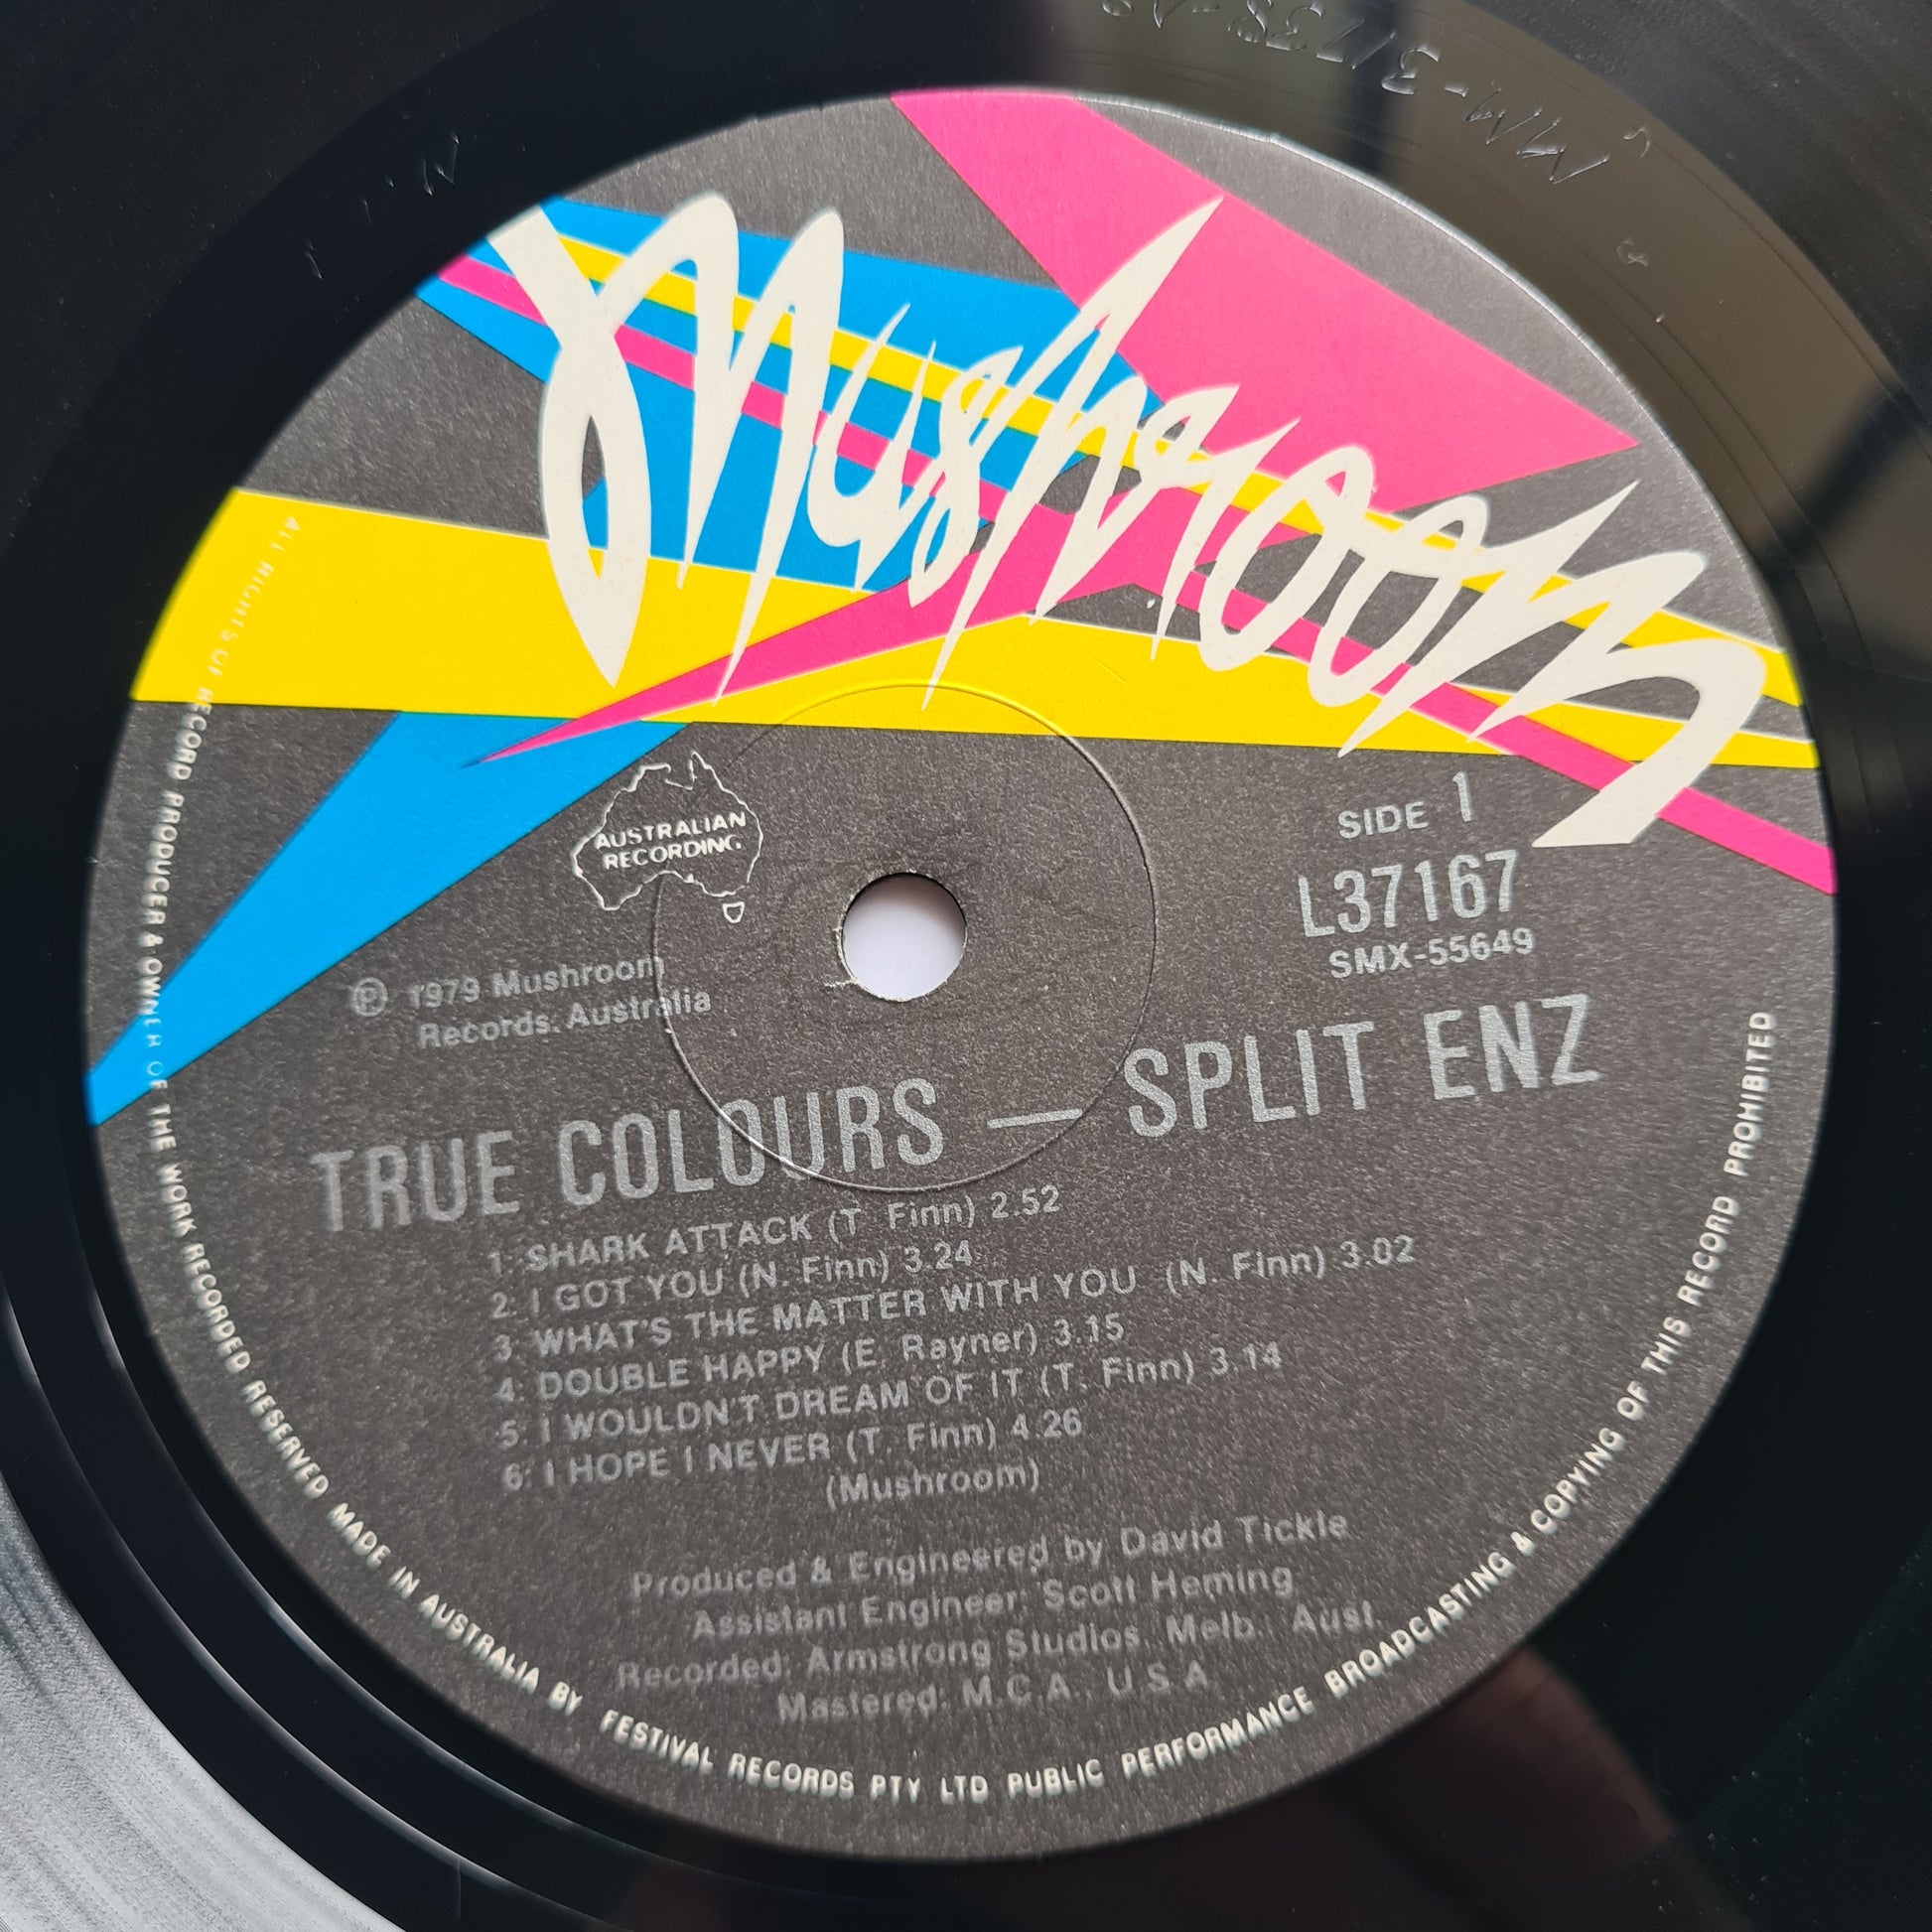 MM-31738-A
Mushroom
AUSTRALIAN
RECORDING
SIDE 1
L37167
SMX-55649
Ⓟ 1979 Mushroom
Records. Australia
TRUE COLOURS — SPLIT ENZ
1: SHARK ATTACK (T. Finn) 2.52
2: I GOT YOU (N. Finn) 3.24
3: WHAT'S THE MATTER WITH YOU (N. Finn) 3.02
4: DOUBLE HAPPY (E. Rayner) 3.15
5: I WOULDN'T DREAM OF IT (T. Finn) 3.14
6: I HOPE I NEVER (T. Finn) 4.26
(Mushroom)
Produced & Engineered by David Tickle
Assistant Engineer: Scott Heming
Recorded: Armstrong Studios. Melb. Aust.
Mastered: M.C.A., U.S.A.
ALL RIGHTS OF RECORD PRODUCER & OWNER OF THE WORK RECORDED RESERVED MADE IN AUSTRALIA BY FESTIVAL RECORDS PTY LTD PUBLIC PERFORMANCE BROADCASTING & COPYING OF THIS RECORD PROHIBITED